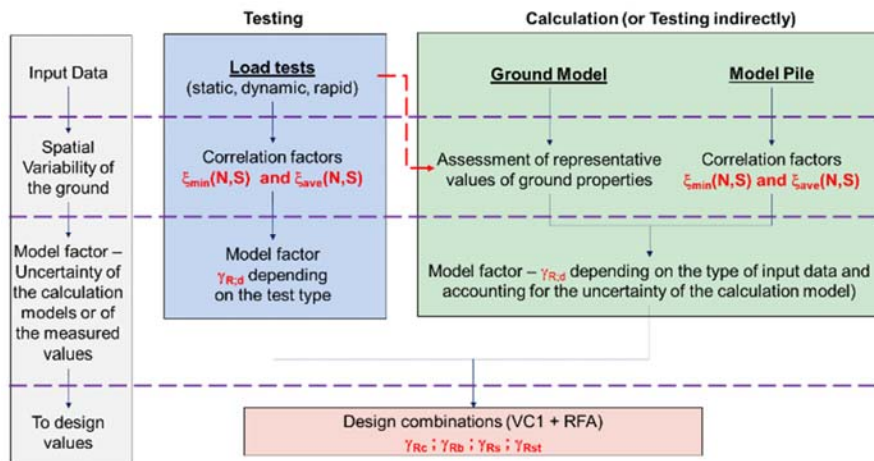 Testing
Calculation (or Testing indirectly)
Input Data
Load tests
(static, dynamic, rapid)
Ground Model
Model Pile
Spatial
Variability of
the ground
Correlation factors
ξmin(N,S) and ξave(N,S)
Assessment of representative
values of ground properties
Correlation factors
ξmin(N,S) and ξave(N,S)
Model factor –
Uncertainty of
the calculation
models or of
the measured
values
Model factor
γR;d depending
on the test type
Model factor – γR;d depending on the type of input data and
accounting for the uncertainty of the calculation model)
To design
values
Design combinations (VC1 + RFA)
γRc ; γRb ; γRs ; γRst